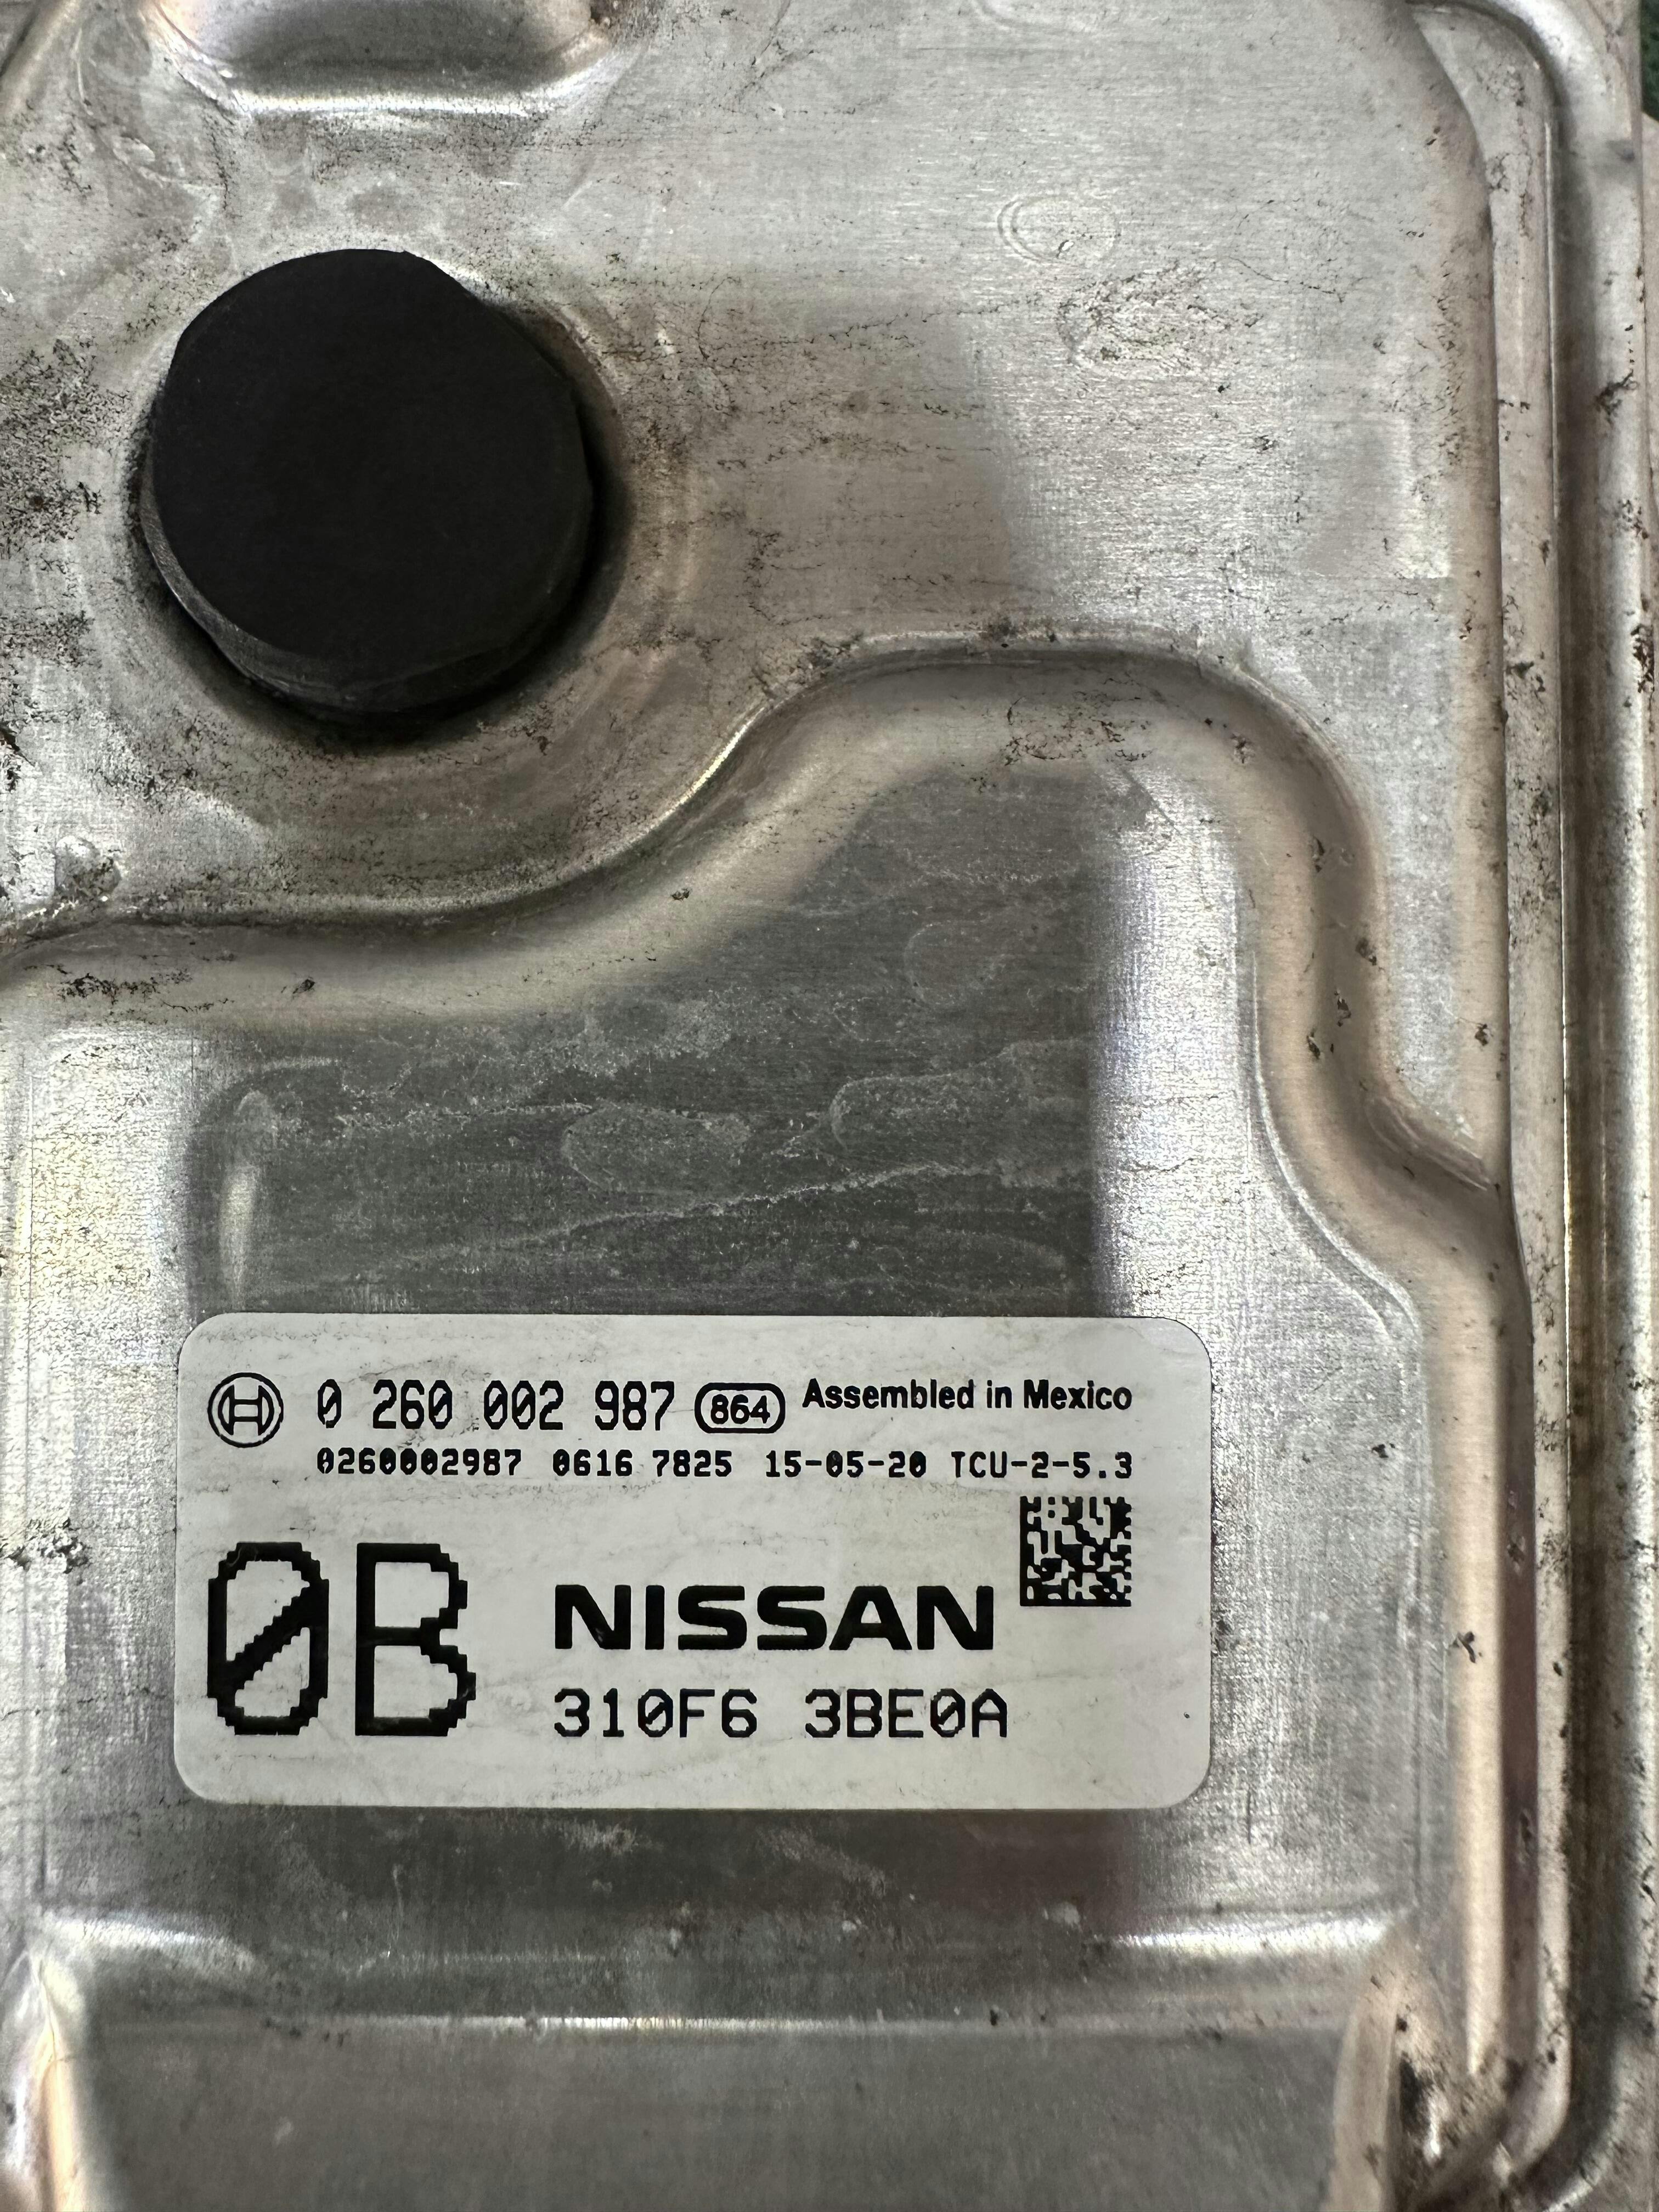 0 260 002 987 864 Assembled in Mexico
0260002987 0616 7825 15-05-20 TCU-2-5.3
0B
NISSAN
310F6 3BE0A